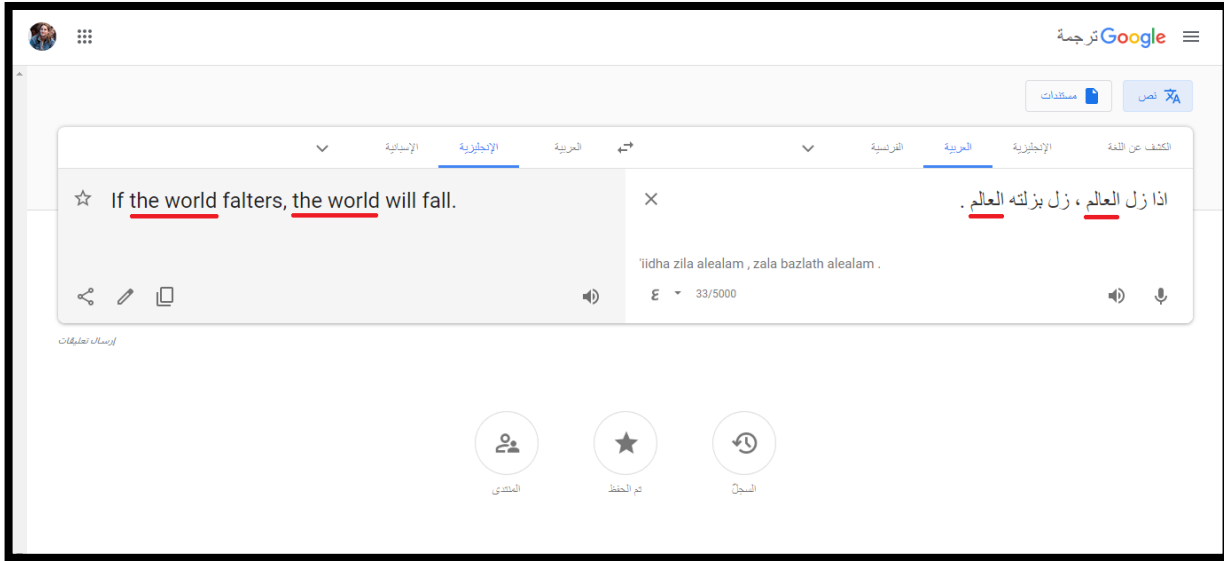 Google ترجمة
نص
مستندات
الكشف عن اللغة
الإنجليزية
العربية
الفرنسية
العربية
الإنجليزية
الإسبانية
اذا زل العالم ، زل بزلته العالم .
'iidha zila alealam , zala bazlath alealam .
33/5000
If the world falters, the world will fall.
إرسال تعليقات
السجلّ
تم الحفظ
المنتدى